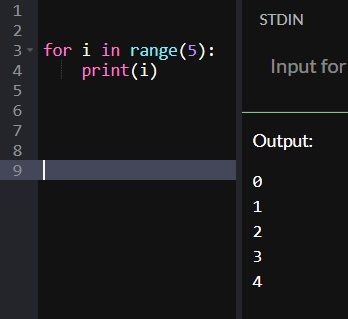 1
2
3 for i in range(5):
4     print(i)
5
6
7
8
9
STDIN
Input for
Output:
0
1
2
3
4